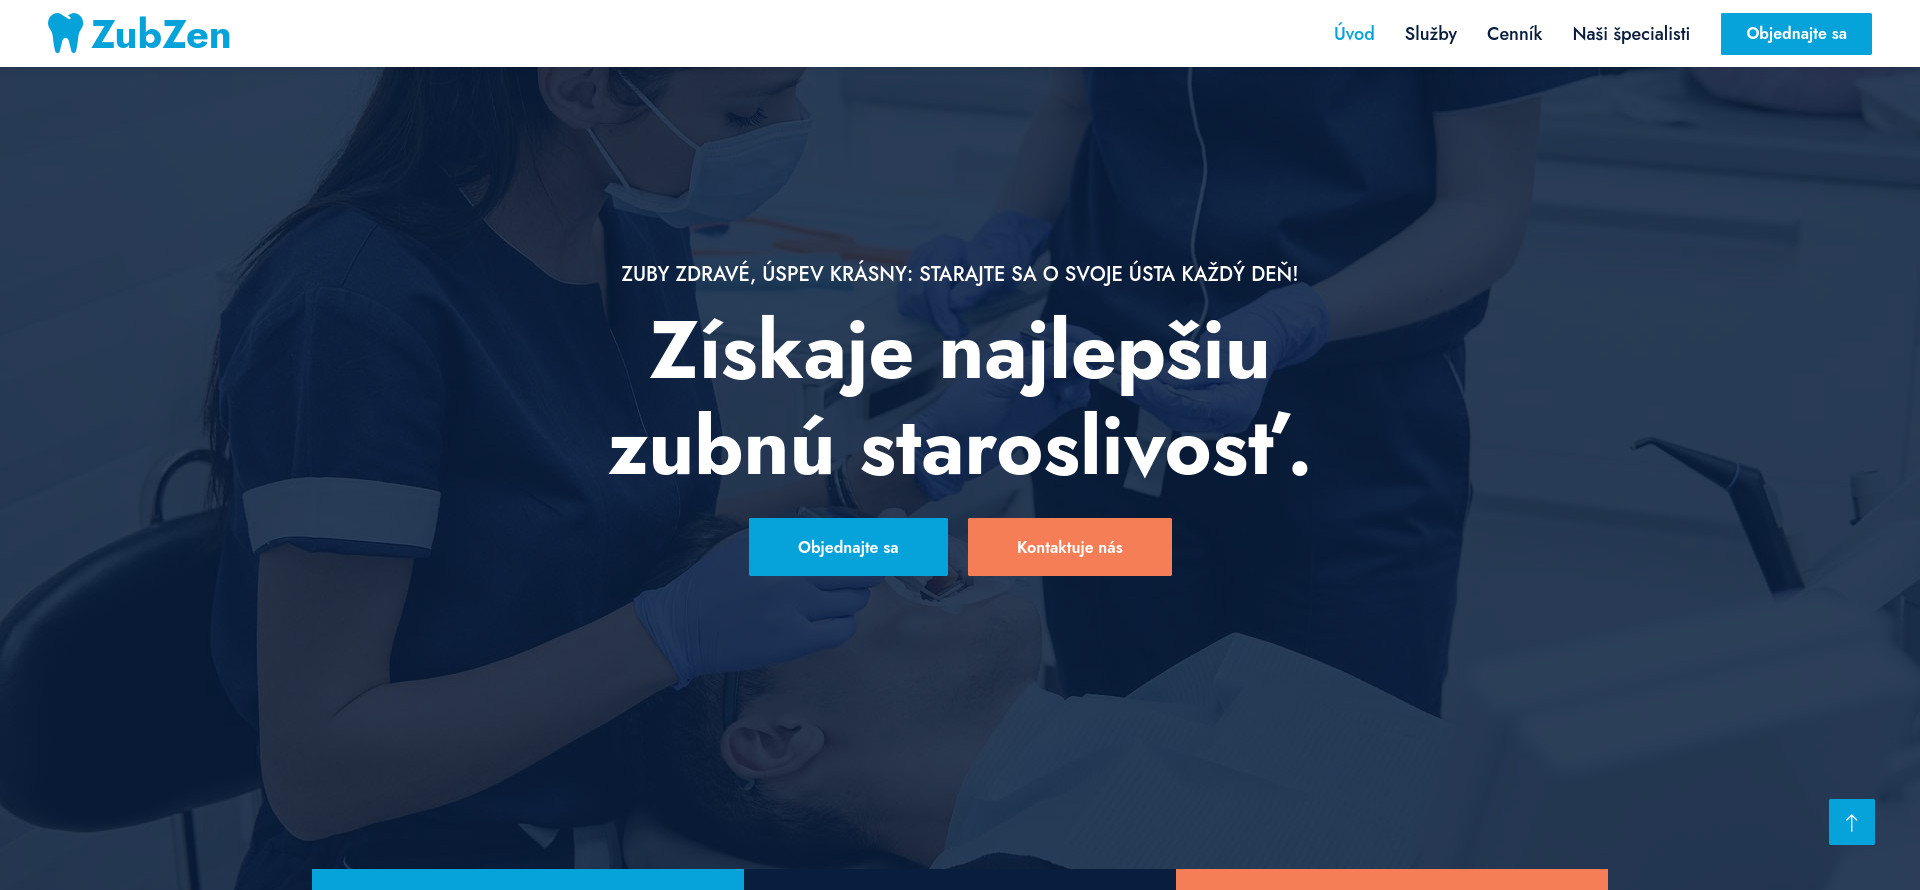 ZubZen
Úvod
Služby
Cenník
Naši špecialisti
Objednajte sa
ZUBY ZDRAVÉ, ÚSPEV KRÁSNY: STARAJTE SA O SVOJE ÚSTA KAŽDÝ DEŇ!
Získaje najlepšiu
zubnú staroslivosť.
Objednajte sa
Kontaktuje nás